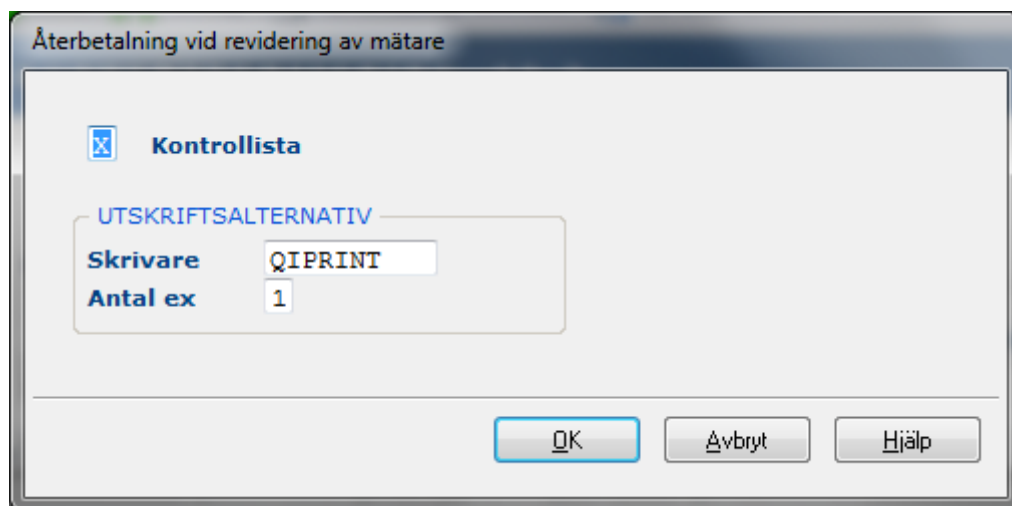 Återbetalning vid revidering av mätare
X Kontrollista
UTSKRIFTSALTERNATIV
Skrivare QIPRINT
Antal ex 1
OK Avbryt Hjälp